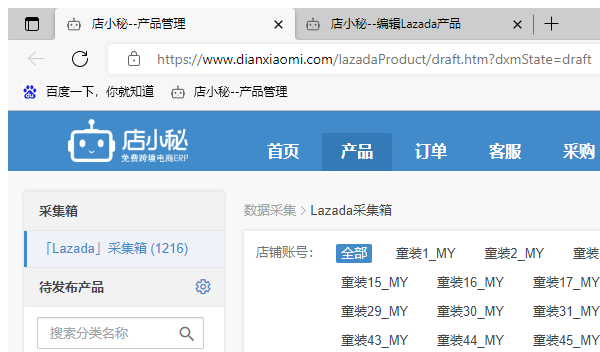 店小秘--产品管理
店小秘--编辑Lazada产品
https://www.dianxiaomi.com/lazadaProduct/draft.htm?dxmState=draft
百度一下，你就知道 店小秘--产品管理
店小秘
免费跨境电商ERP
首页 产品 订单 客服 采购
采集箱
「Lazada」采集箱 (1216)
待发布产品
搜索分类名称
数据采集 > Lazada采集箱
店铺账号： 全部 童装1_MY 童装2_MY 童装
童装15_MY 童装16_MY 童装17_MY
童装29_MY 童装30_MY 童装31_MY
童装43_MY 童装44_MY 童装45_MY